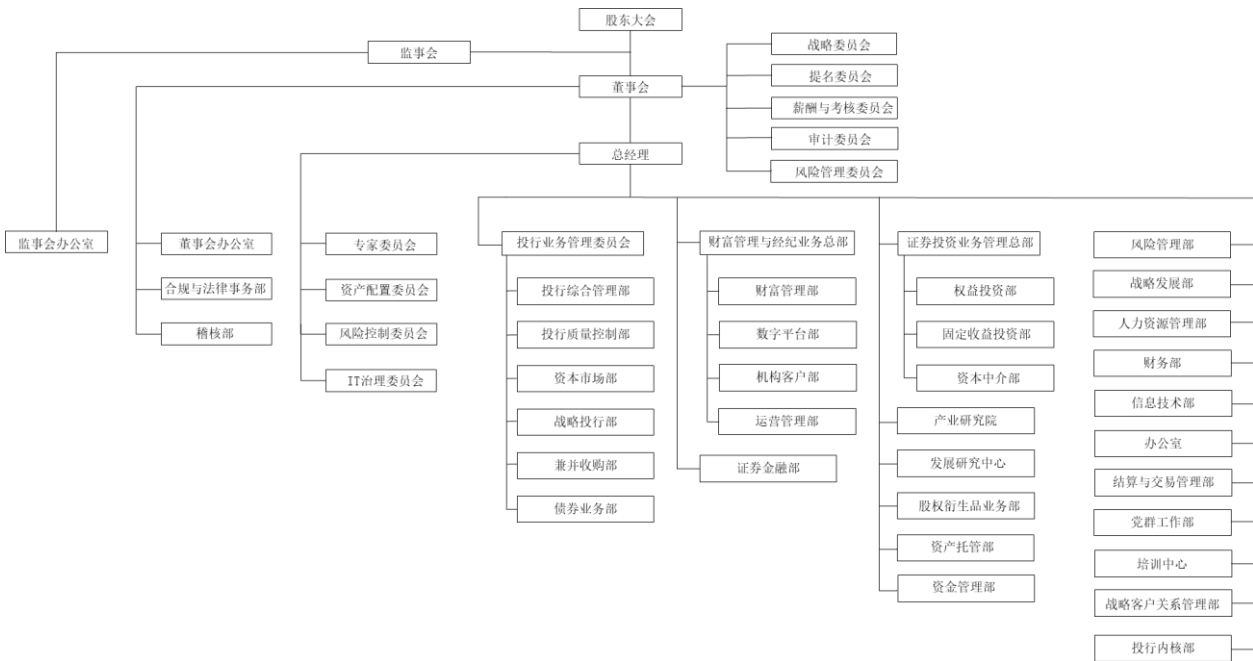 股东大会
监事会
董事会
战略委员会
提名委员会
薪酬与考核委员会
审计委员会
风险管理委员会
总经理
监事会办公室
董事会办公室
合规与法律事务部
稽核部
专家委员会
资产配置委员会
风险控制委员会
IT治理委员会
投行业务管理委员会
投行综合管理部
投行质量控制部
资本市场部
战略投行部
兼并收购部
债券业务部
财富管理与经纪业务总部
财富管理部
数字平台部
机构客户部
运营管理部
证券金融部
证券投资业务管理总部
权益投资部
固定收益投资部
资本中介部
产业研究院
发展研究中心
股权衍生品业务部
资产托管部
资金管理部
风险管理部
战略发展部
人力资源管理部
财务部
信息技术部
办公室
结算与交易管理部
党群工作部
培训中心
战略客户关系管理部
投行内核部